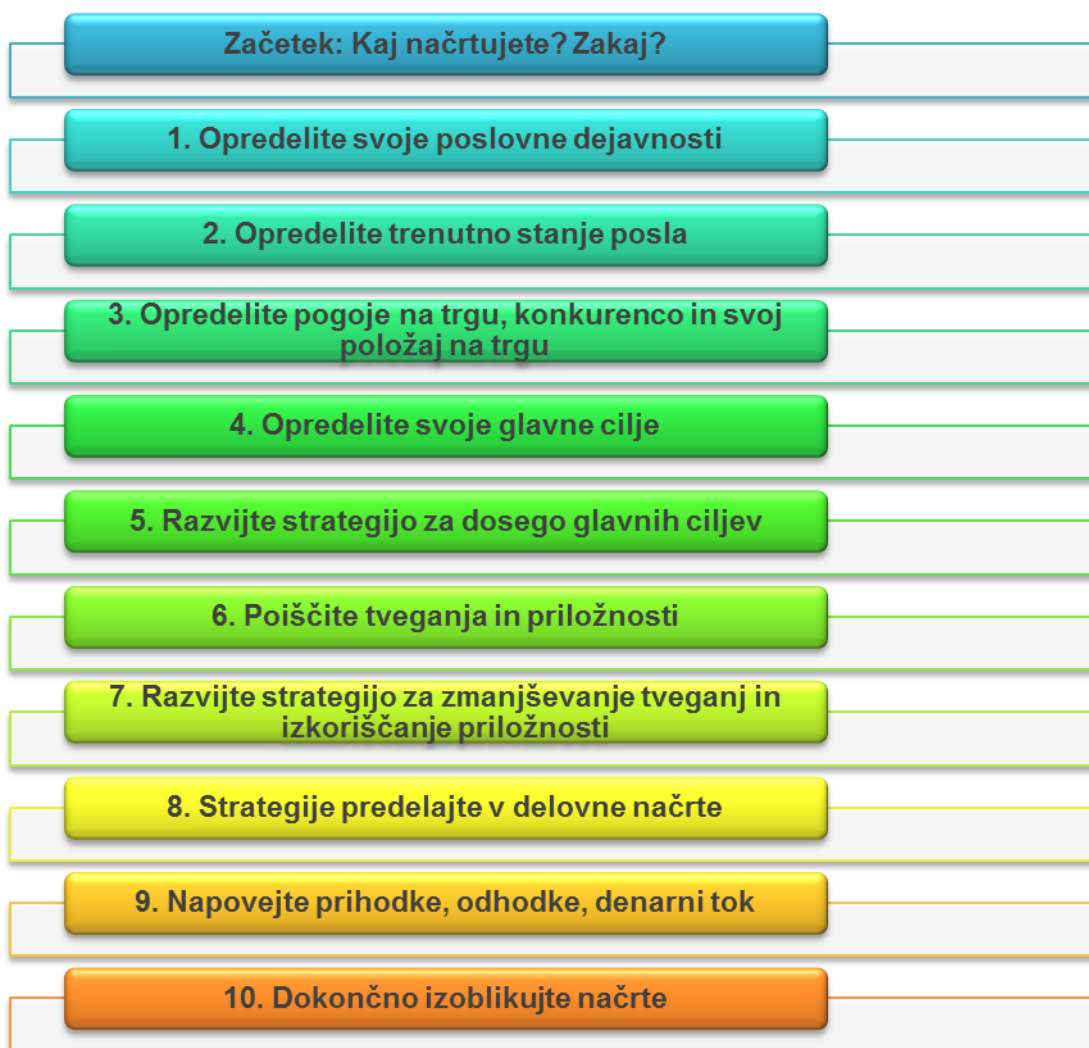 Začetek: Kaj načrtujete? Zakaj?
1. Opredelite svoje poslovne dejavnosti
2. Opredelite trenutno stanje posla
3. Opredelite pogoje na trgu, konkurenco in svoj
položaj na trgu
4. Opredelite svoje glavne cilje
5. Razvijte strategijo za dosego glavnih ciljev
6. Poiščite tveganja in priložnosti
7. Razvijte strategijo za zmanjševanje tveganj in
izkoriščanje priložnosti
8. Strategije predelajte v delovne načrte
9. Napovejte prihodke, odhodke, denarni tok
10. Dokončno izoblikujte načrte